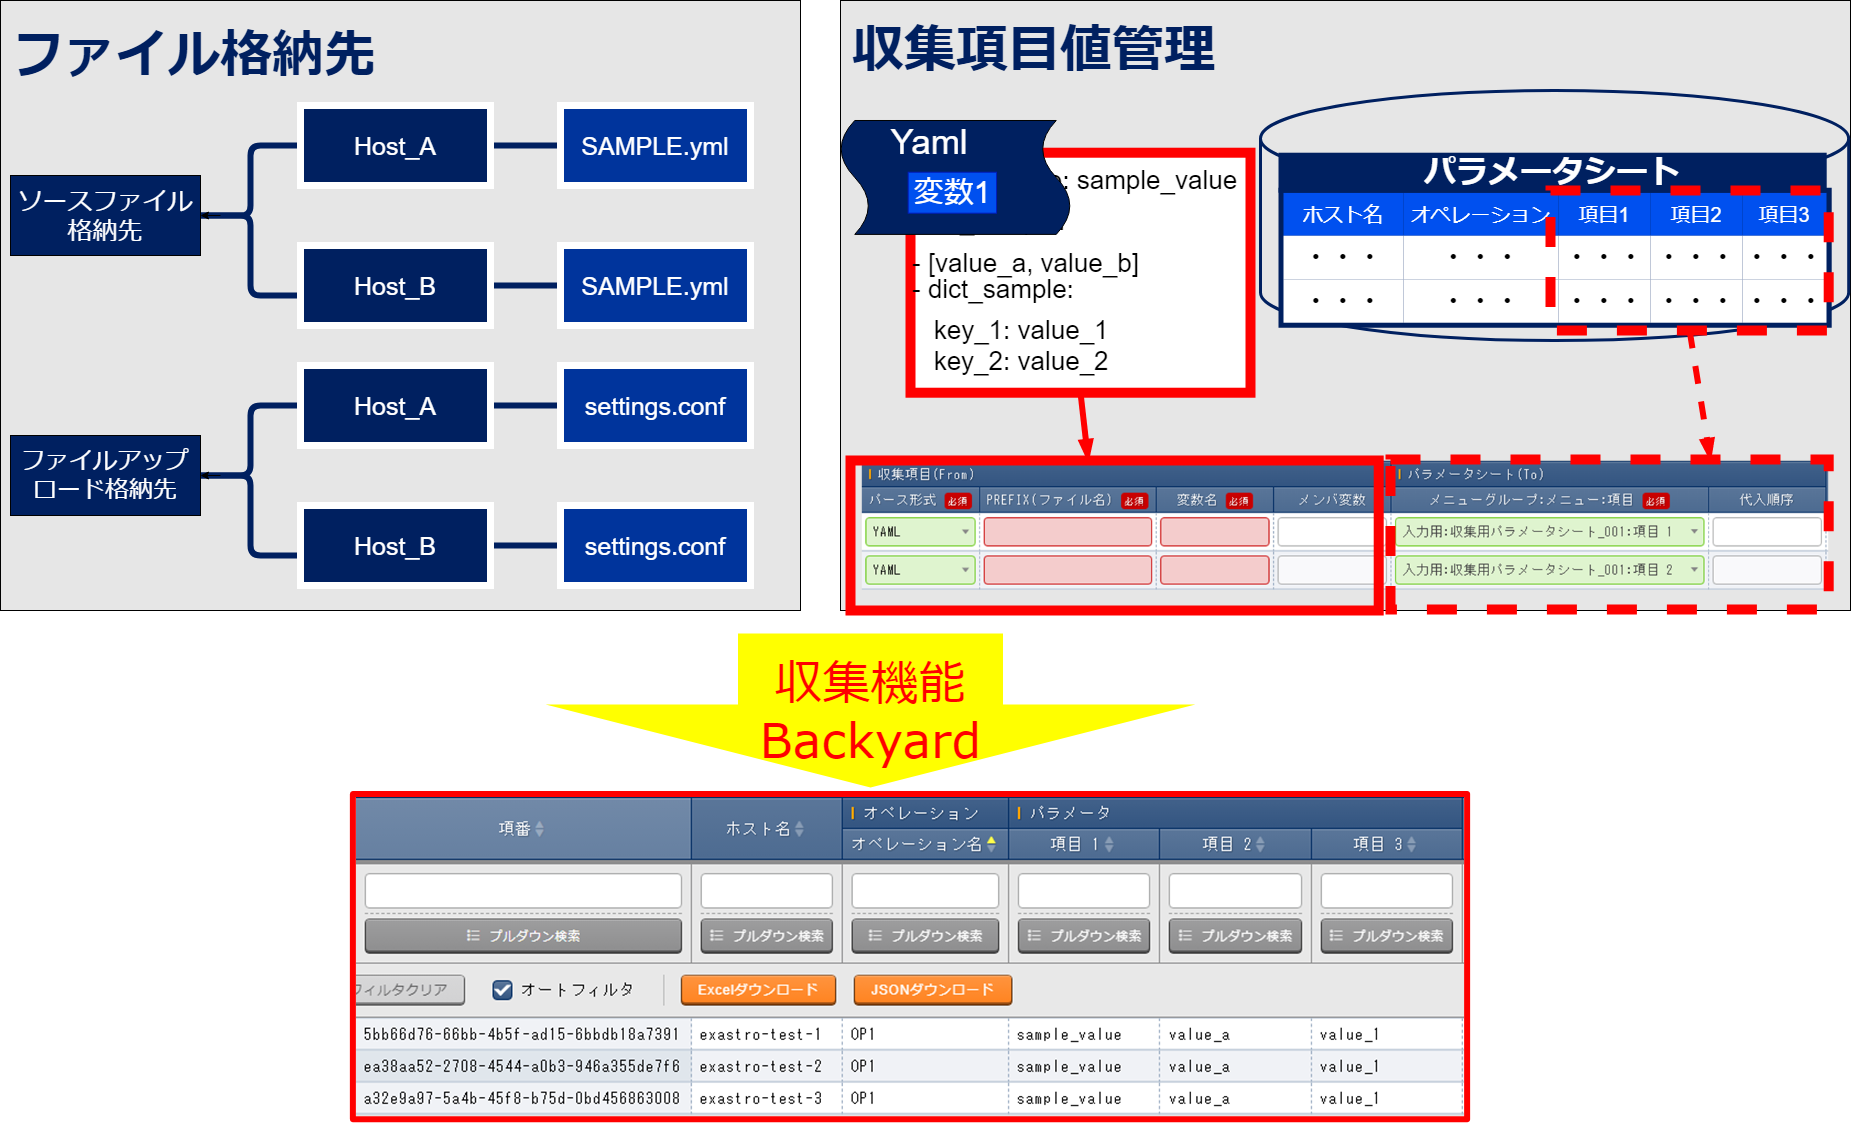 ファイル格納先
ソースファイル
格納先
Host_A
SAMPLE.yml
Host_B
SAMPLE.yml
ファイルアップ
ロード格納先
Host_A
settings.conf
Host_B
settings.conf
収集項目値管理
Yaml
変数1
: sample_value
- [value_a, value_b]
- dict_sample:
key_1: value_1
key_2: value_2
パラメータシート
ホスト名 オペレーション 項目1 項目2 項目3
・・・ ・・・ ・・・ ・・・ ・・・
・・・ ・・・ ・・・ ・・・ ・・・
収集項目(From)
パース形式 必須 PREFIX(ファイル名) 必須 変数名 必須 メンバ変数
YAML
YAML
パラメータシート(To)
メニューグループ:メニュー:項目 必須 代入順序
入力用:収集用パラメータシート_001:項目 1
入力用:収集用パラメータシート_001:項目 2
収集機能
Backyard
項番 ホスト名 オペレーション パラメータ
オペレーション名 項目 1 項目 2 項目 3
プルダウン検索 プルダウン検索 プルダウン検索 プルダウン検索 プルダウン検索 プルダウン検索
フィルタクリア オートフィルタ Excelダウンロード JSONダウンロード
5bb66d76-66bb-4b5f-ad15-6bbdb18a7391 exastro-test-1 OP1 sample_value value_a value_1
ea38aa52-2708-4544-a0b3-946a355de7f6 exastro-test-2 OP1 sample_value value_a value_1
a32e9a97-5a4b-45f8-b75d-0bd456863008 exastro-test-3 OP1 sample_value value_a value_1